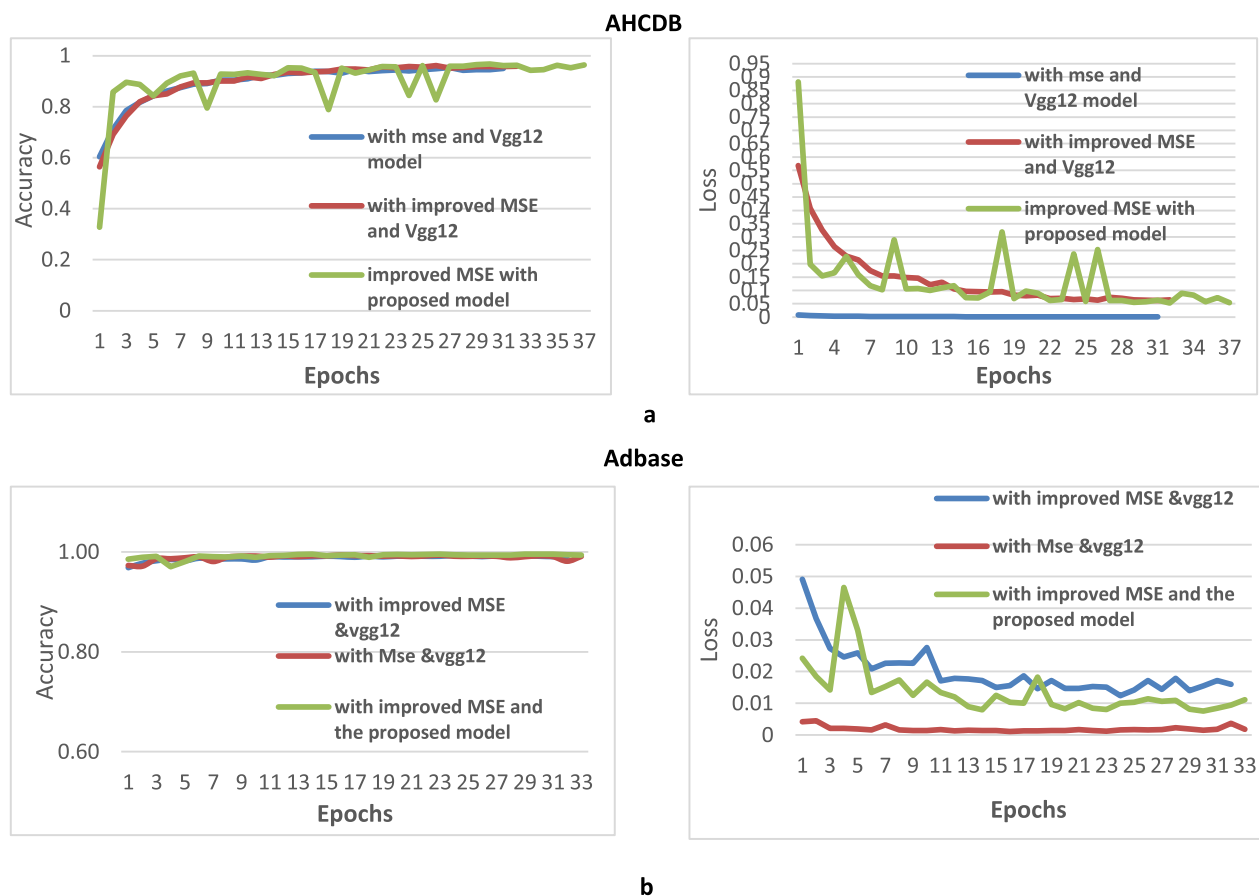 AHCDB
1
0.8
0.6
0.4
0.2
0
Accuracy
with mse and Vgg12
model
with improved MSE
and Vgg12
improved MSE with
proposed model
1 3 5 7 9 11 13 15 17 19 21 23 25 27 29 31 33 35 37
Epochs
0.95
0.9
0.85
0.8
0.75
0.7
0.65
0.6
0.55
0.5
0.45
0.4
0.35
0.3
0.25
0.2
0.15
0.1
0.05
0
Loss
with mse and
Vgg12 model
with improved MSE
and Vgg12
improved MSE with
proposed model
1 4 7 10 13 16 19 22 25 28 31 34 37
Epochs
a
Adbase
1.00
0.80
0.60
Accuracy
with improved MSE
&vgg12
with Mse &vgg12
with improved MSE and
the proposed model
1 3 5 7 9 11 13 15 17 19 21 23 25 27 29 31 33
Epochs
with improved MSE &vgg12
with Mse &vgg12
with improved MSE and the
proposed model
0.06
0.05
0.04
0.03
0.02
0.01
0
Loss
1 3 5 7 9 11 13 15 17 19 21 23 25 27 29 31 33
Epochs
b